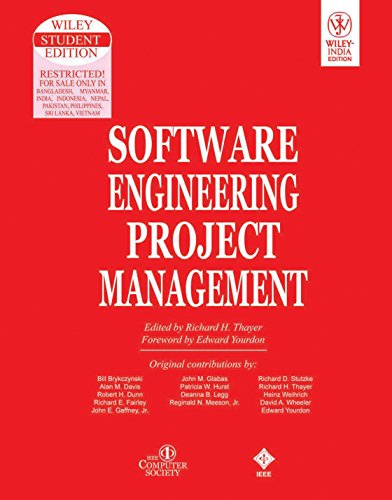 WILEY
STUDENT
EDITION
RESTRICTED!
FOR SALE ONLY IN
BANGLADESH, MYANMAR,
INDIA, INDONESIA, NEPAL,
PAKISTAN, PHILIPPINES,
SRI LANKA, VIETNAM
WILEY-
INDIA
EDITION
SOFTWARE
ENGINEERING
PROJECT
MANAGEMENT
Edited by Richard H. Thayer
Foreword by Edward Yourdon
Original contributions by:
Bill Brykczynski
Alan M. Davis
Robert H. Dunn
Richard E. Fairley
John E. Gaffney, Jr.
John M. Glabas
Patricia W. Hurst
Deanna B. Legg
Reginald N. Meeson, Jr.
Richard D. Stutzke
Richard H. Thayer
Heinz Weihrich
David A. Wheeler
Edward Yourdon
IEEE
COMPUTER
SOCIETY
IEEE